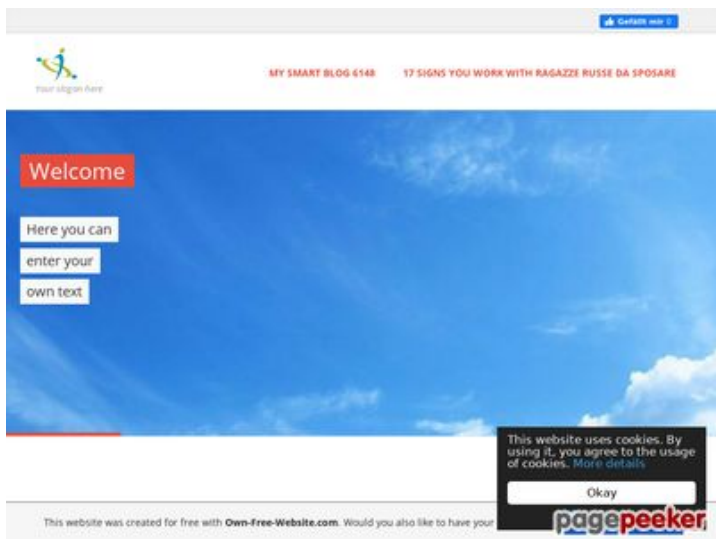 Gefällt mir 0
Your slogan here
MY SMART BLOG 6148 17 SIGNS YOU WORK WITH RAGAZZE RUSSE DA SPOSARE
Welcome
Here you can
enter your
own text
This website uses cookies. By
using it, you agree to the usage
of cookies. More details
Okay
This website was created for free with Own-Free-Website.com. Would you also like to have your
pagepeeker